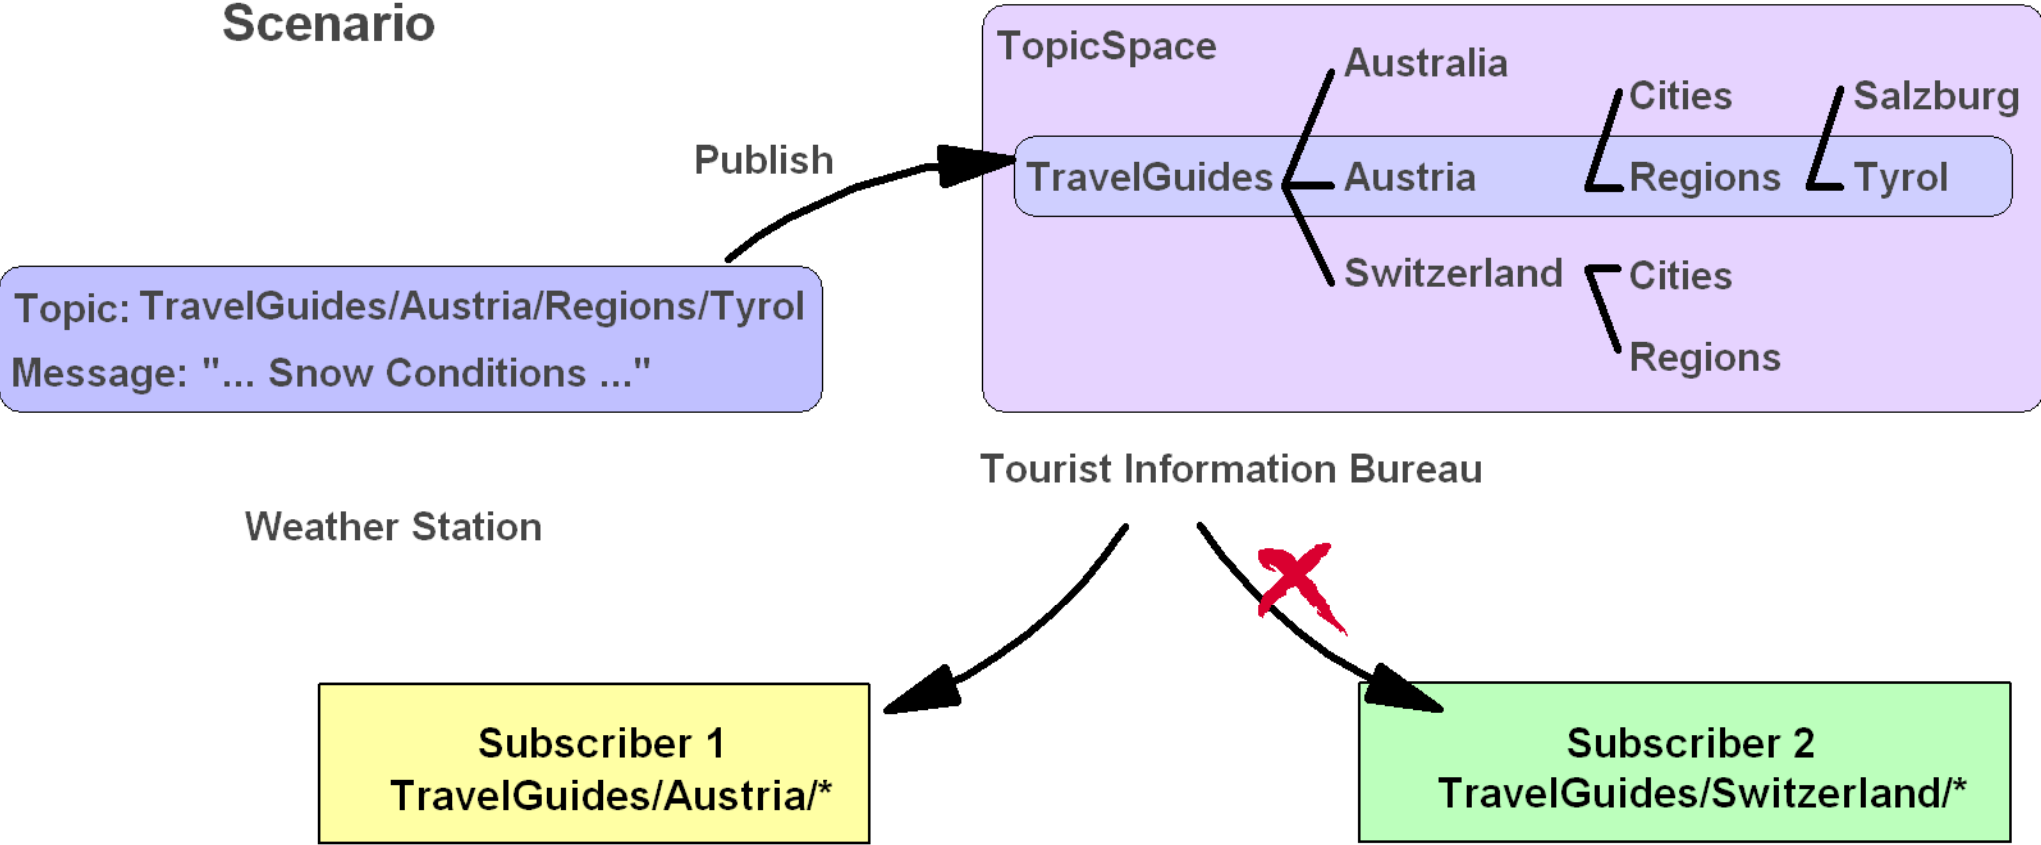 Scenario
TopicSpace
Australia
Cities
Salzburg
Publish
TravelGuides
Austria
Regions
Tyrol
Switzerland
Cities
Regions
Topic: TravelGuides/Austria/Regions/Tyrol
Message: "... Snow Conditions ..."
Tourist Information Bureau
Weather Station
Subscriber 1
TravelGuides/Austria/*
Subscriber 2
TravelGuides/Switzerland/*